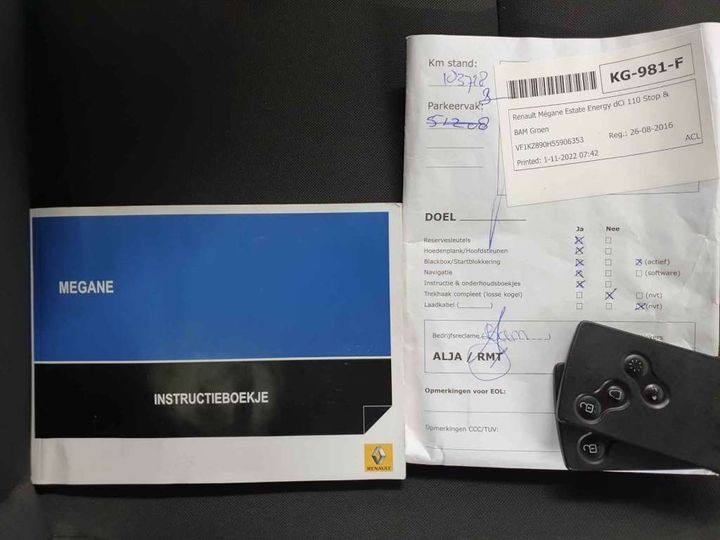 MEGANE
INSTRUCTIEBOEKJE
RENAULT
Km stand:
103798
Parkeervak:
51208
KG-981-F
Renault Mégane Estate Energy dCi 110 Stop &
BAM Groen
VF1KZ890H55906353
Reg.: 26-08-2016
Printed: 1-11-2022 07:42
ACL
DOEL
Ja Nee
Reservesleutels
Hoedenplank/Hoofdsteunen
Blackbox/Startblokkering (actief)
Navigatie (software)
Instructie & onderhoudsboekjes
Trekhaak compleet (losse kogel) (nvt)
Laadkabel (______) (nvt)
Bedrijfsreclame: Bam
ALJA / RMT
Opmerkingen voor EOL:
Opmerkingen CCC/TUV: